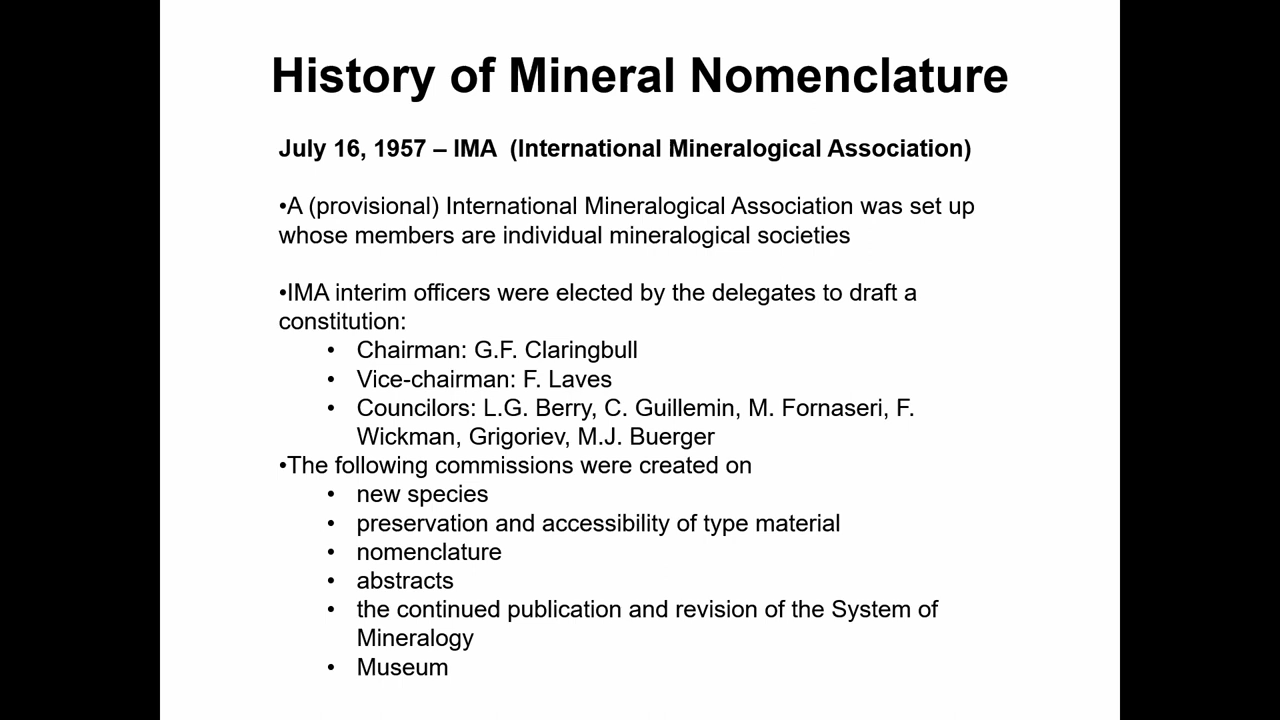 History of Mineral Nomenclature
July 16, 1957 – IMA  (International Mineralogical Association)
•A (provisional) International Mineralogical Association was set up
whose members are individual mineralogical societies
•IMA interim officers were elected by the delegates to draft a
constitution:
• Chairman: G.F. Claringbull
• Vice-chairman: F. Laves
• Councilors: L.G. Berry, C. Guillemin, M. Fornaseri, F.
Wickman, Grigoriev, M.J. Buerger
•The following commissions were created on
• new species
• preservation and accessibility of type material
• nomenclature
• abstracts
• the continued publication and revision of the System of
Mineralogy
• Museum